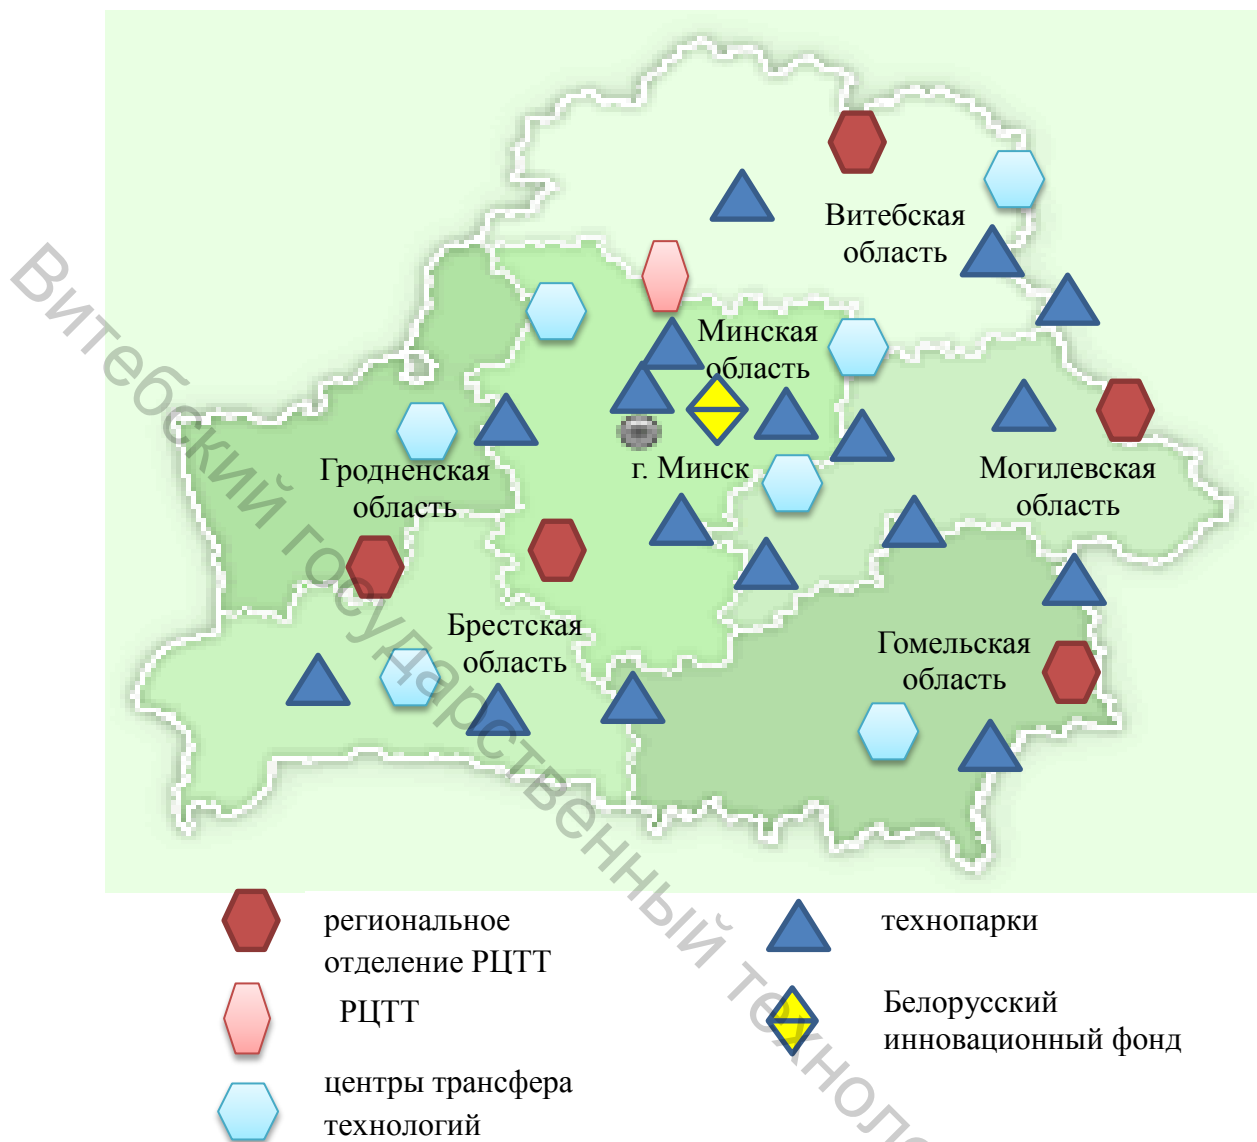 Витебская
область
Минская
область
г. Минск
Гродненская
область
Могилевская
область
Брестская
область
Гомельская
область
региональное
отделение РЦТТ
РЦТТ
центры трансфера
технологий
технопарки
Белорусский
инновационный фонд
Витебский государственный техноло